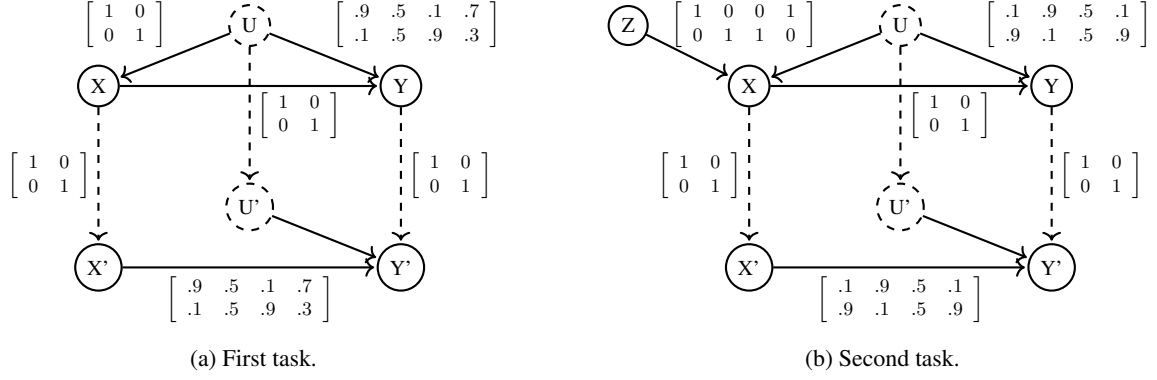 1 0 U .9 .5 .1 .7
0 1 .1 .5 .9 .3
X Y
1 0
0 1
1 0 1 0
0 1 0 1
U'
X' Y'
.9 .5 .1 .7
.1 .5 .9 .3
(a) First task.
Z 1 0 0 1 U .1 .9 .5 .1
0 1 1 0 .9 .1 .5 .9
X Y
1 0
0 1
1 0 1 0
0 1 0 1
U'
X' Y'
.1 .9 .5 .1
.9 .1 .5 .9
(b) Second task.